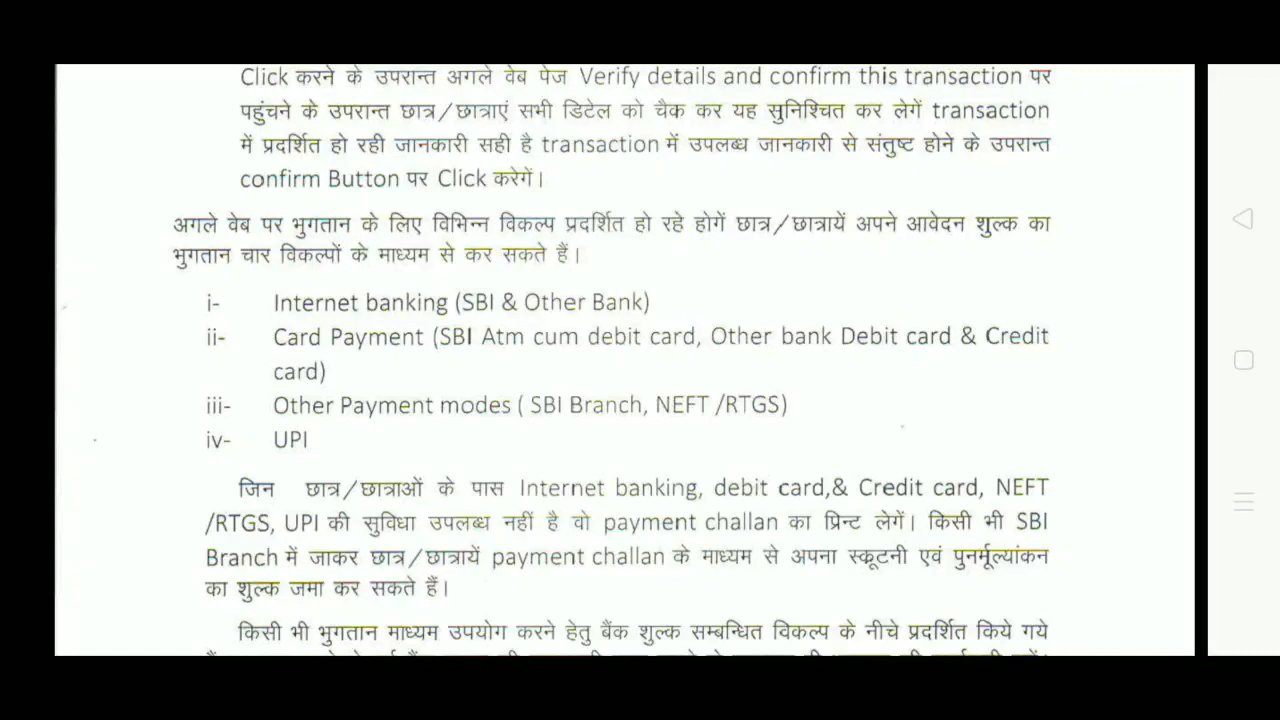 Click करने के उपरान्त अगले वेब पेज Verify details and confirm this transaction पर
पहुंचने के उपरान्त छात्र/छात्राएं सभी डिटेल को चैक कर यह सुनिश्चित कर लेगें transaction
में प्रदर्शित हो रही जानकारी सही है transaction में उपलब्ध जानकारी से संतुष्ट होने के उपरान्त
confirm Button पर Click करेगें।
अगले वेब पर भुगतान के लिए विभिन्न विकल्प प्रदर्शित हो रहे होगें छात्र/छात्रायें अपने आवेदन शुल्क का
भुगतान चार विकल्पों के माध्यम से कर सकते हैं।
i- Internet banking (SBI & Other Bank)
ii- Card Payment (SBI Atm cum debit card, Other bank Debit card & Credit
card)
iii- Other Payment modes ( SBI Branch, NEFT /RTGS)
iv- UPI
जिन छात्र/छात्राओं के पास Internet banking, debit card,& Credit card, NEFT
/RTGS, UPI की सुविधा उपलब्ध नहीं है वो payment challan का प्रिन्ट लेगें। किसी भी SBI
Branch में जाकर छात्र/छात्रायें payment challan के माध्यम से अपना स्कूटनी एवं पुनर्मूल्यांकन
का शुल्क जमा कर सकते हैं।
किसी भी भुगतान माध्यम उपयोग करने हेतु बैंक शुल्क सम्बन्धित विकल्प के नीचे प्रदर्शित किये गये